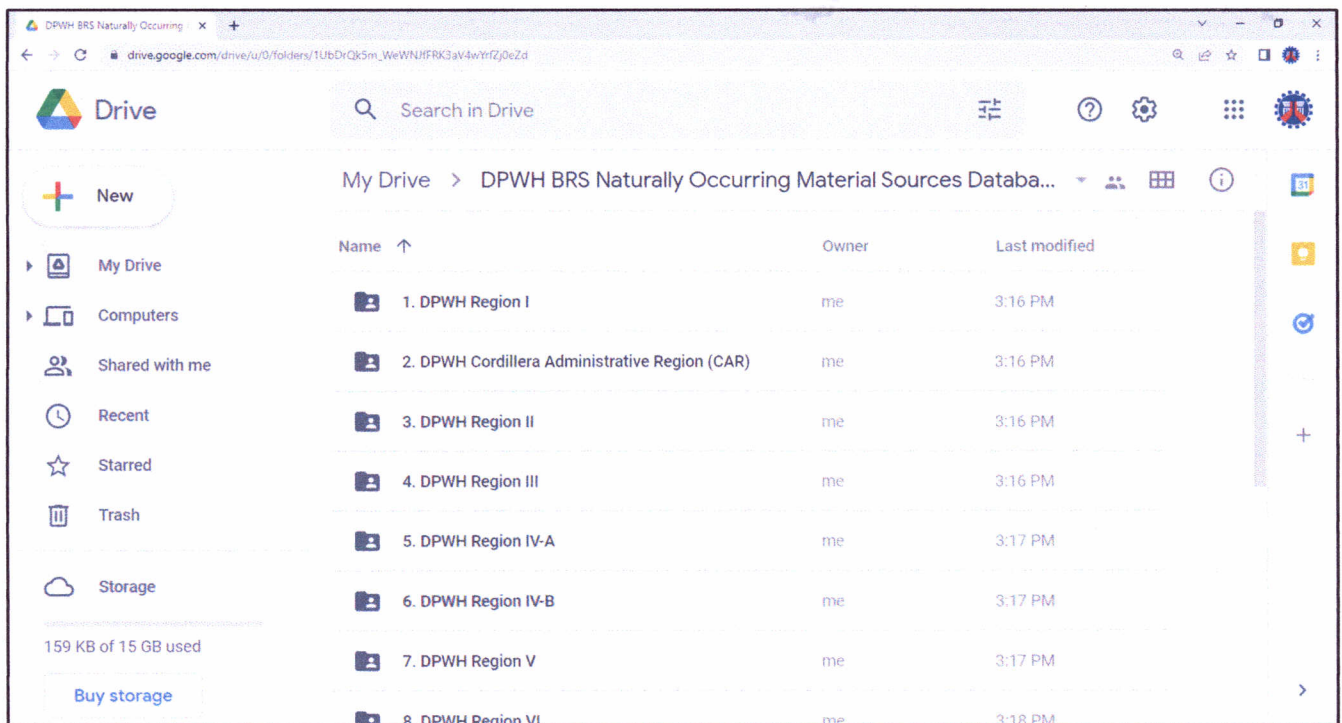 DPWH BRS Naturally Occurring
drive.google.com/drive/u/0/folders/1UbDrQk5m_WeWNJfFRK3aV4wYrfZj0eZd
Drive
Search in Drive
New
My Drive > DPWH BRS Naturally Occurring Material Sources Databa...
31
Name Owner Last modified
My Drive
Computers
Shared with me
Recent
Starred
Trash
Storage
159 KB of 15 GB used
Buy storage
1. DPWH Region I me 3:16 PM
2. DPWH Cordillera Administrative Region (CAR) me 3:16 PM
3. DPWH Region II me 3:16 PM
4. DPWH Region III me 3:16 PM
5. DPWH Region IV-A me 3:17 PM
6. DPWH Region IV-B me 3:17 PM
7. DPWH Region V me 3:17 PM
8. DPWH Region VI me 3:18 PM